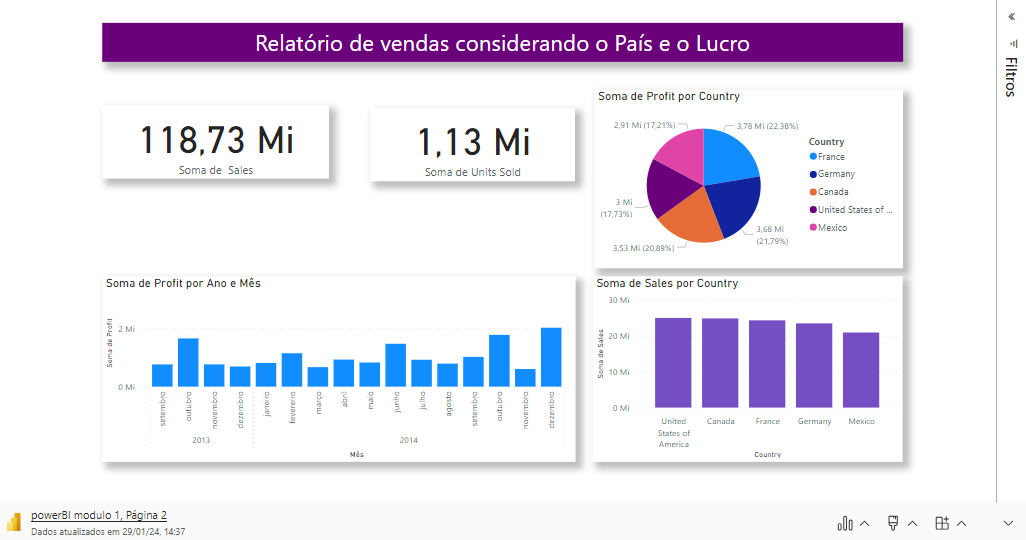 Relatório de vendas considerando o País e o Lucro
Filtros
118,73 Mi
Soma de Sales
1,13 Mi
Soma de Units Sold
Soma de Profit por Country
2,91 Mi (17,21%)
3,78 Mi (22,38%)
3 Mi
(17,73%)
3,68 Mi
(21,79%)
3,53 Mi (20,89%)
Country
France
Germany
Canada
United States of ...
Mexico
Soma de Profit por Ano e Mês
Soma de Profit
2 Mi
0 Mi
setembro
outubro
novembro
dezembro
janeiro
fevereiro
março
abril
maio
junho
julho
agosto
setembro
outubro
novembro
dezembro
2013
2014
Mês
Soma de Sales por Country
Soma de Sales
30 Mi
20 Mi
10 Mi
0 Mi
United
States of
America
Canada
France
Germany
Mexico
Country
powerBI modulo 1, Página 2
Dados atualizados em 29/01/24, 14:37